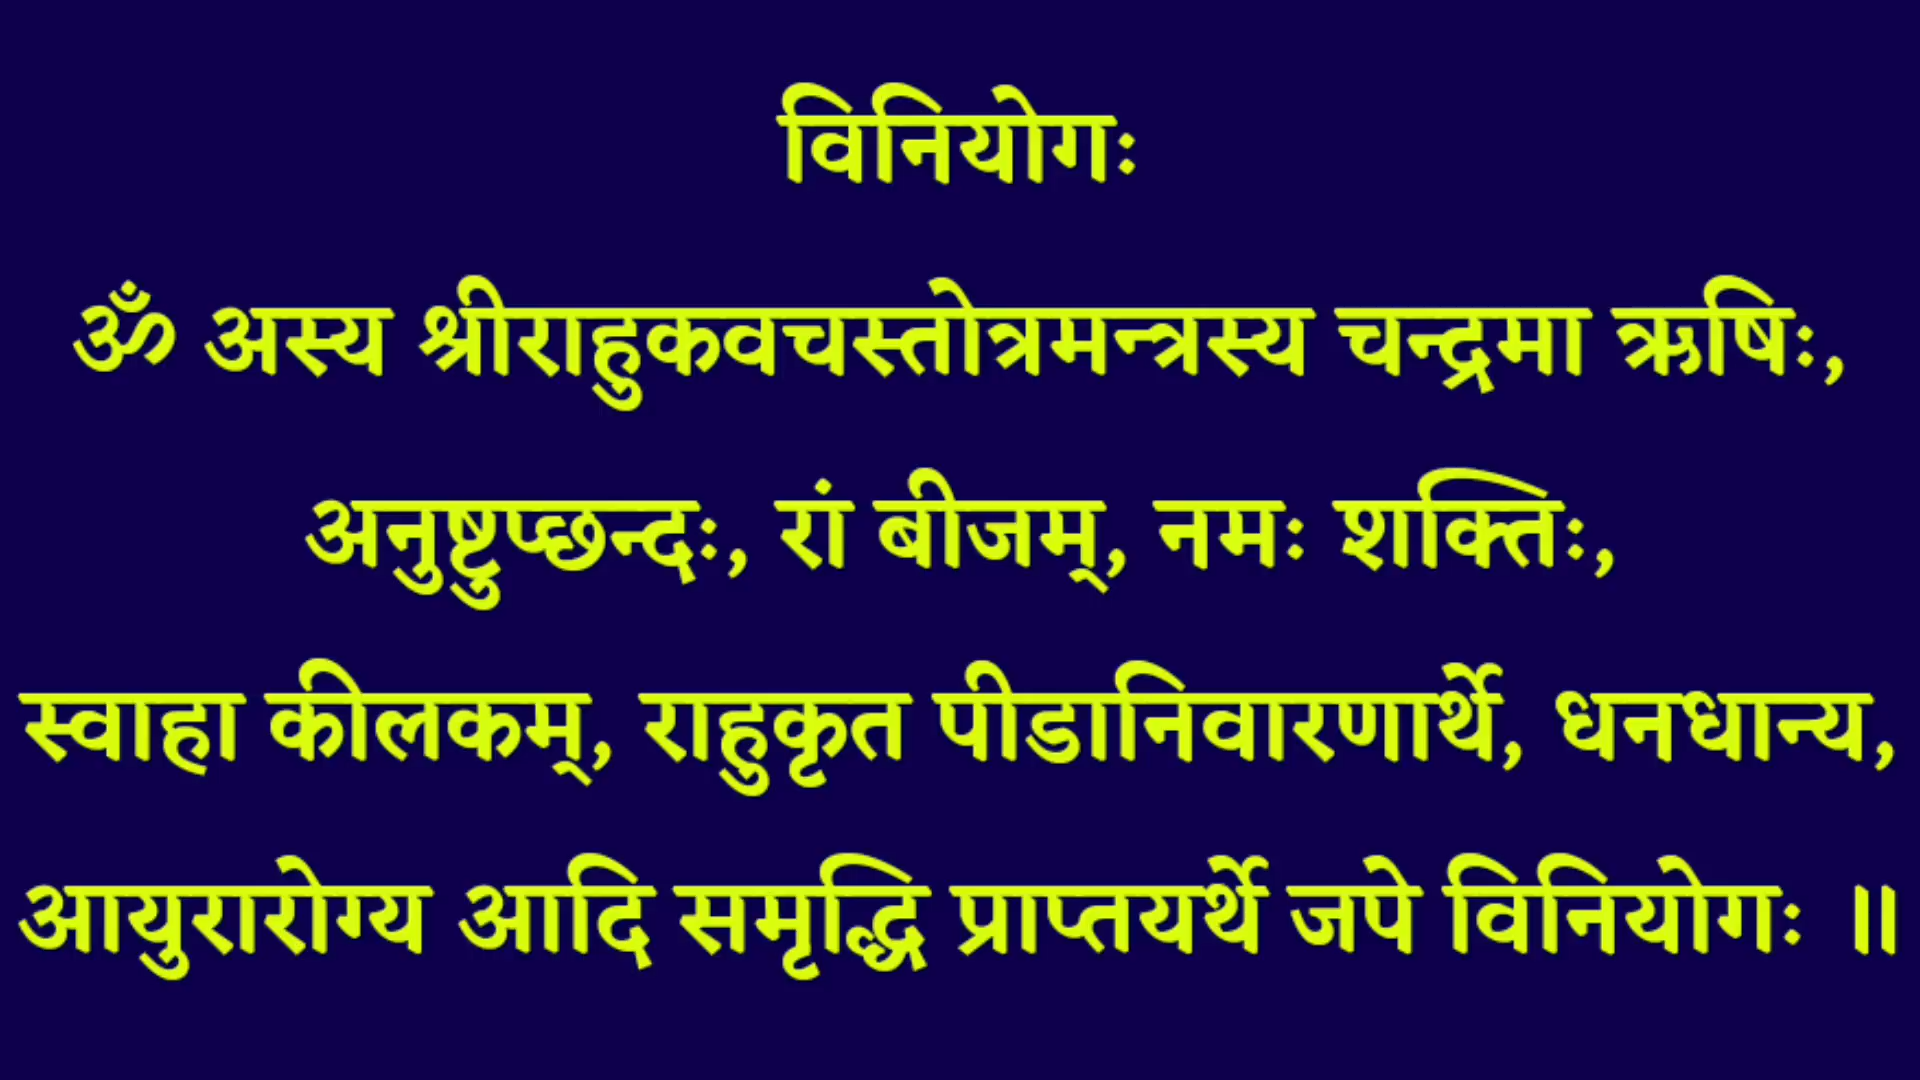 विनियोगः
ॐ अस्य श्रीराहुकवचस्तोत्रमन्त्रस्य चन्द्रमा ऋषिः,
अनुष्टुप्छन्दः, रां बीजम्, नमः शक्तिः,
स्वाहा कीलकम्, राहुकृत पीडानिवारणार्थे, धनधान्य,
आयुरारोग्य आदि समृद्धि प्राप्तयर्थे जपे विनियोगः ॥